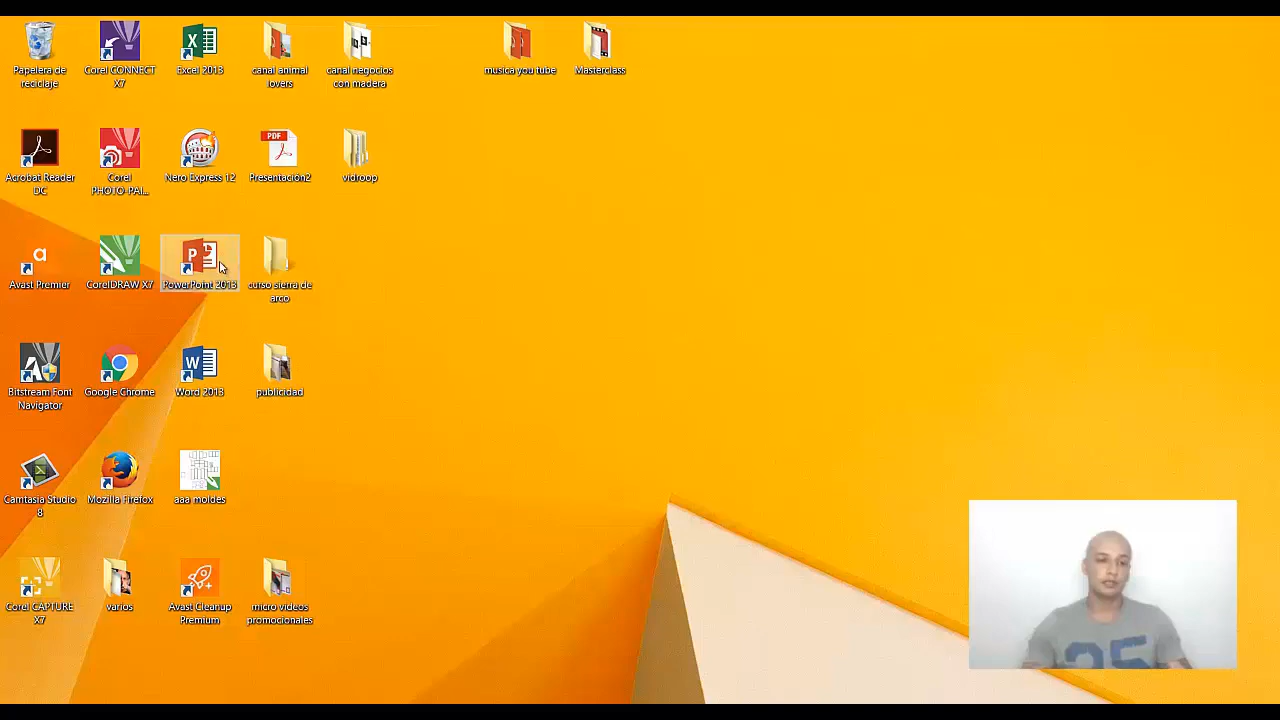 Papelera de
reciclaje
Corel CONNECT
X7
Excel 2013
canal animal
lovers
canal negocios
con madera
musica you tube
Masterclass
Acrobat Reader
DC
Corel
PHOTO-PAI...
Nero Express 12
PDF
Presentación2
vidroop
a
Avast Premier
CorelDRAW X7
P
PowerPoint 2013
curso sierra de
arco
Bitstream Font
Navigator
Google Chrome
W
Word 2013
publicidad
Camtasia Studio
8
Mozilla Firefox
aaa moldes
Corel CAPTURE
X7
varios
Avast Cleanup
Premium
micro videos
promocionales
25